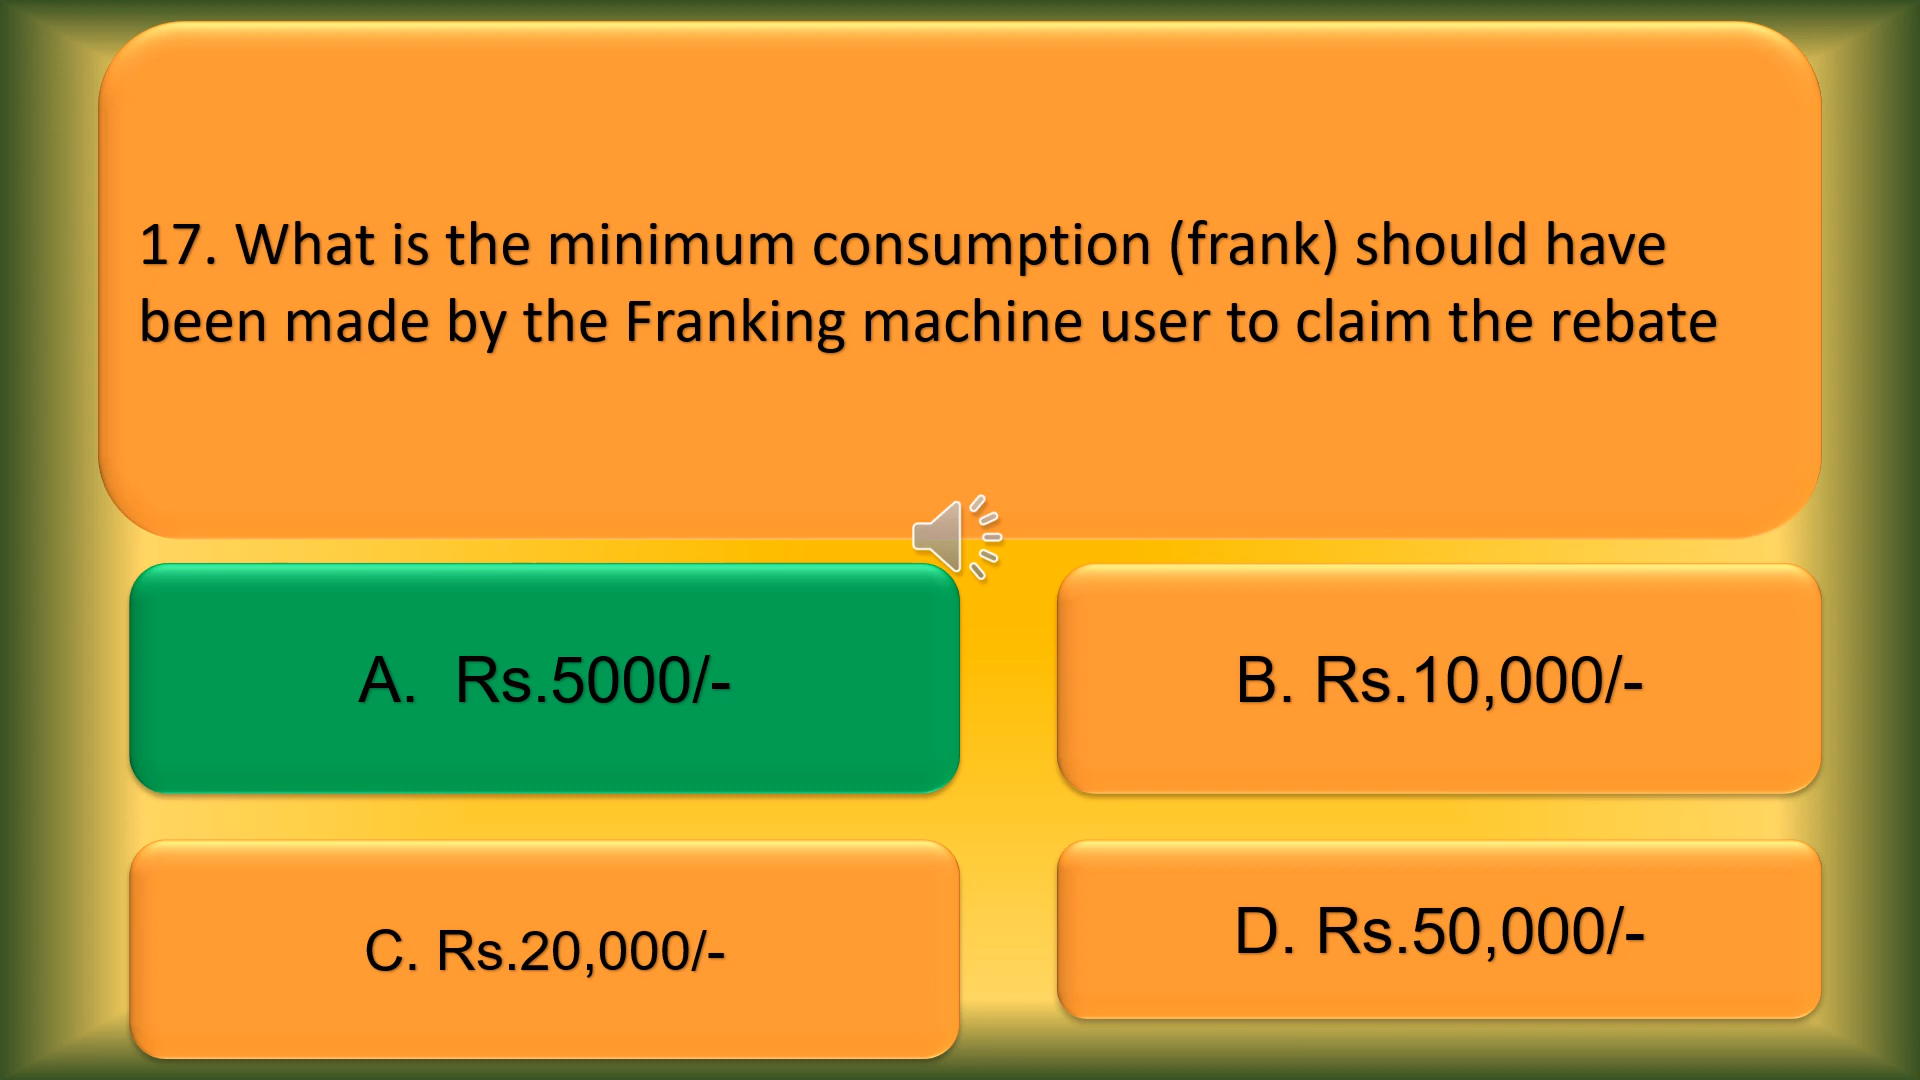 17. What is the minimum consumption (frank) should have
been made by the Franking machine user to claim the rebate
A.  Rs.5000/-
B. Rs.10,000/-
C. Rs.20,000/-
D. Rs.50,000/-